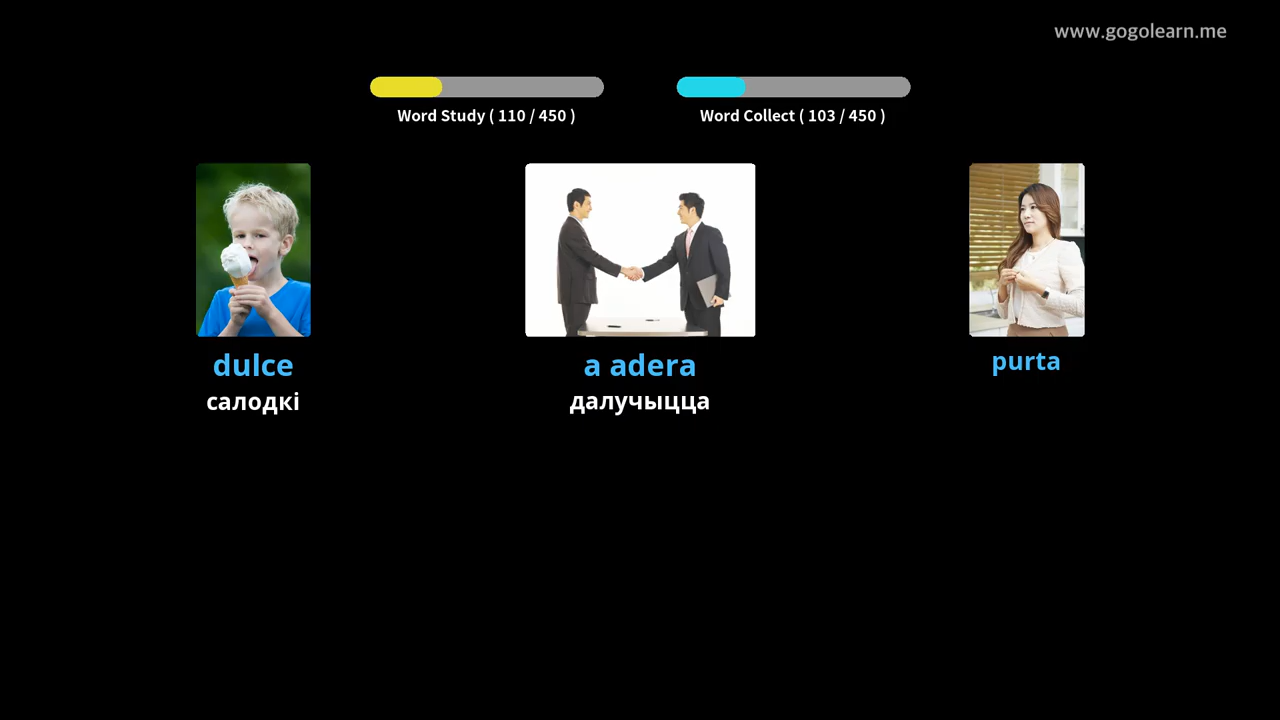 www.gogolearn.me
Word Study ( 110 / 450 )
Word Collect ( 103 / 450 )
dulce
салодкі
a adera
далучыцца
purta